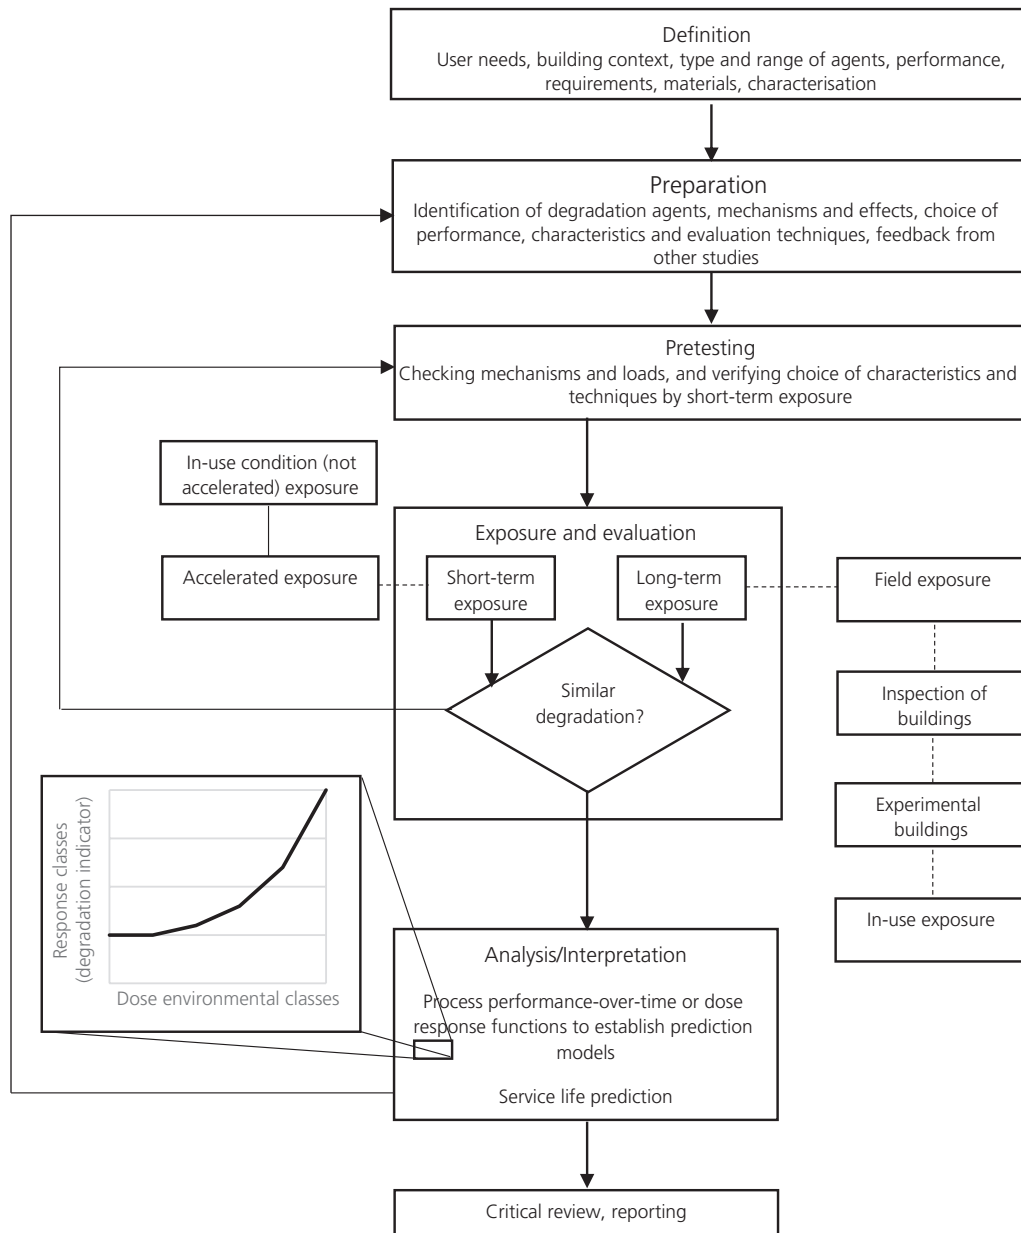 Definition
User needs, building context, type and range of agents, performance,
requirements, materials, characterisation
Preparation
Identification of degradation agents, mechanisms and effects, choice of
performance, characteristics and evaluation techniques, feedback from
other studies
Pretesting
Checking mechanisms and loads, and verifying choice of characteristics and
techniques by short-term exposure
In-use condition (not
accelerated) exposure
Accelerated exposure
Exposure and evaluation
Short-term
exposure
Long-term
exposure
Similar
degradation?
Field exposure
Inspection of
buildings
Experimental
buildings
In-use exposure
Response classes
(degradation indicator)
Dose environmental classes
Analysis/Interpretation
Process performance-over-time or dose
response functions to establish prediction
models
Service life prediction
Critical review, reporting